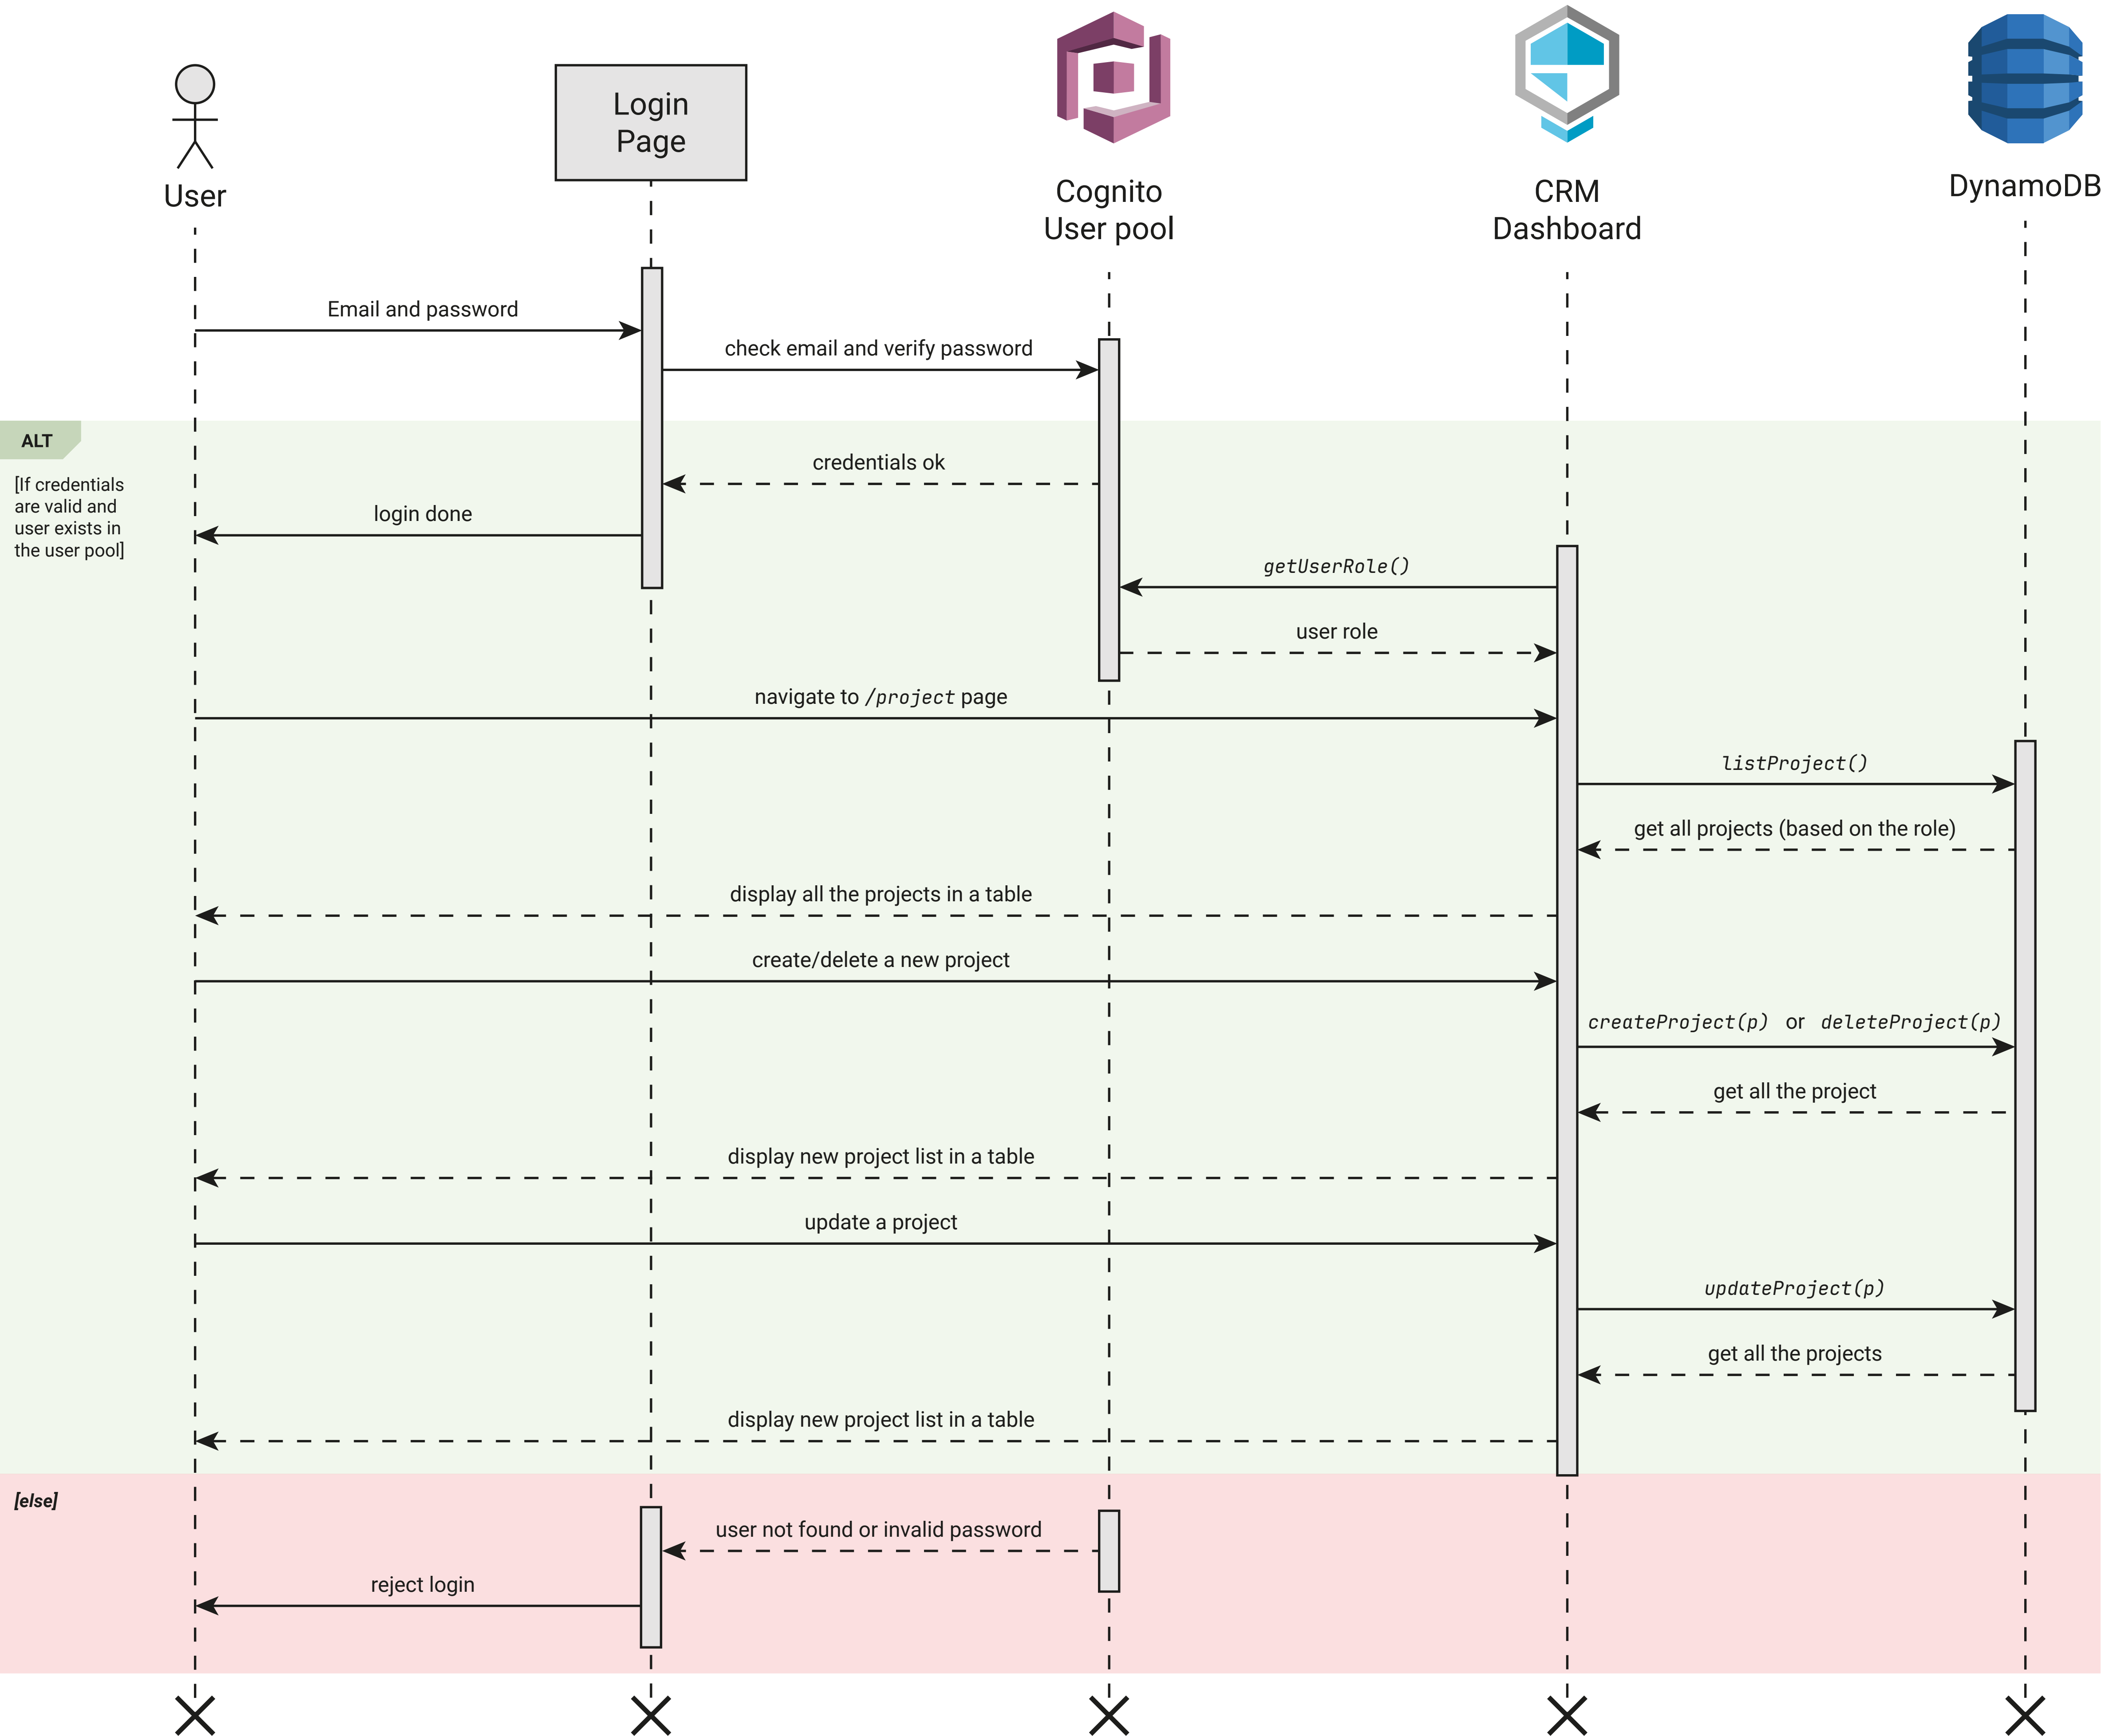 User
Login
Page
Cognito
User pool
CRM
Dashboard
DynamoDB
Email and password
check email and verify password
ALT
[If credentials
are valid and
user exists in
the user pool]
credentials ok
login done
getUserRole()
user role
navigate to /project page
listProject()
get all projects (based on the role)
display all the projects in a table
create/delete a new project
createProject(p) or deleteProject(p)
get all the project
display new project list in a table
update a project
updateProject(p)
get all the projects
display new project list in a table
[else]
user not found or invalid password
reject login